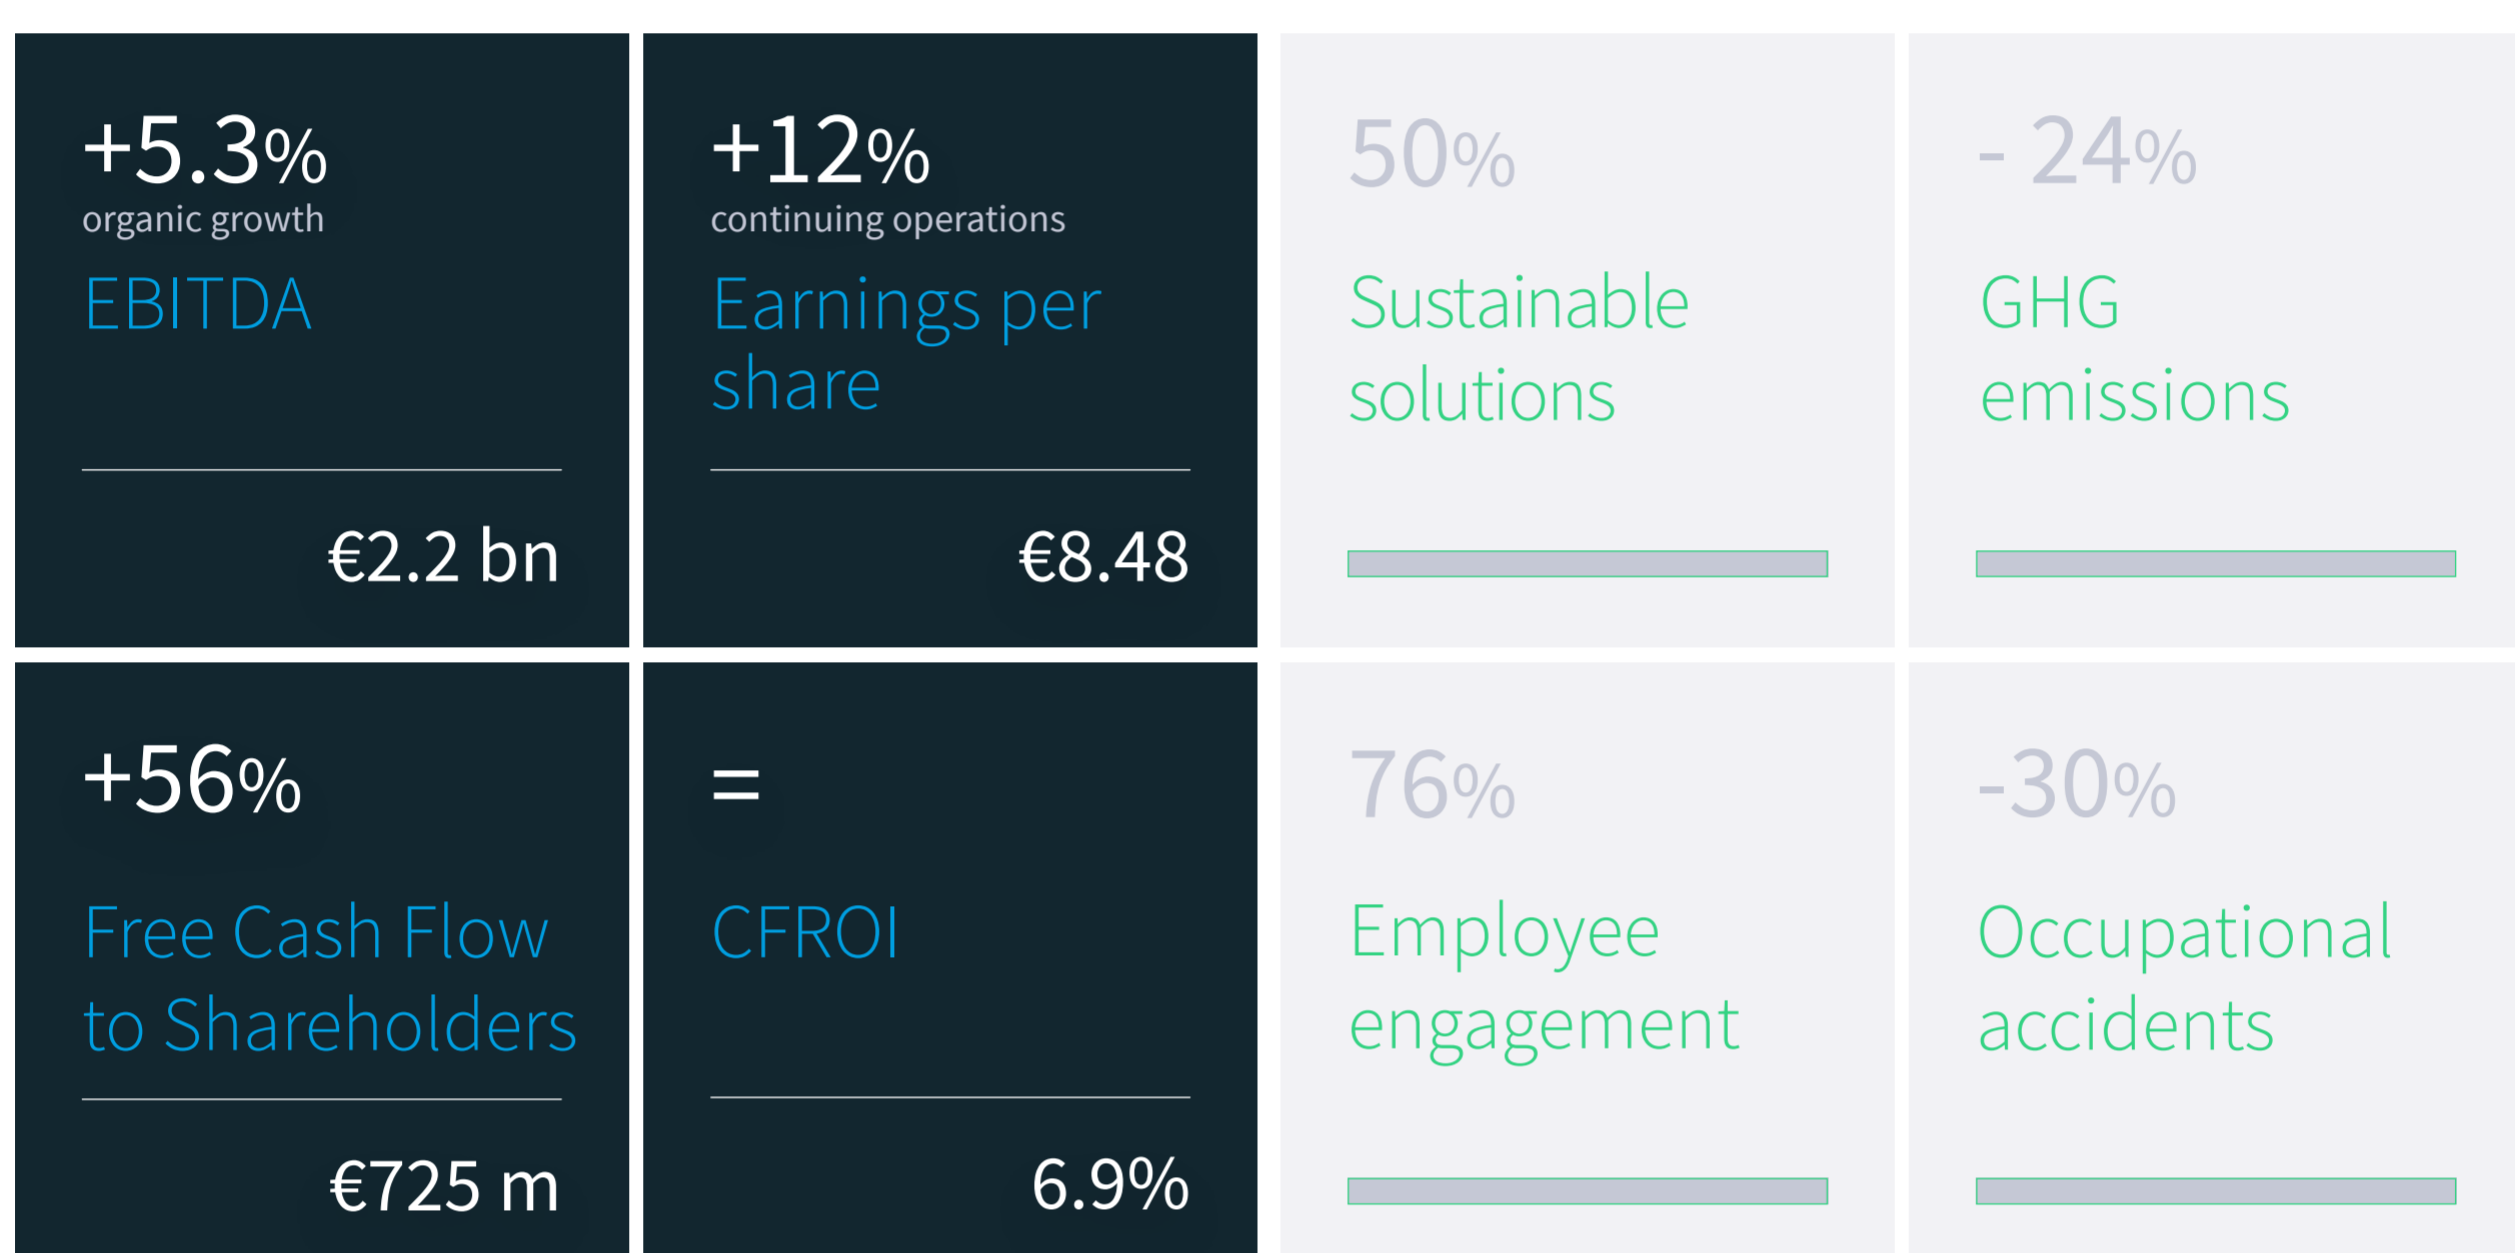 +5.3%
organic growth
EBITDA
€2.2 bn
+12%
continuing operations
Earnings per
share
€8.48
50%
Sustainable
solutions
- 24%
GHG
emissions
+56%
Free Cash Flow
to Shareholders
€725 m
=
CFROI
6.9%
76%
Employee
engagement
-30%
Occupational
accidents